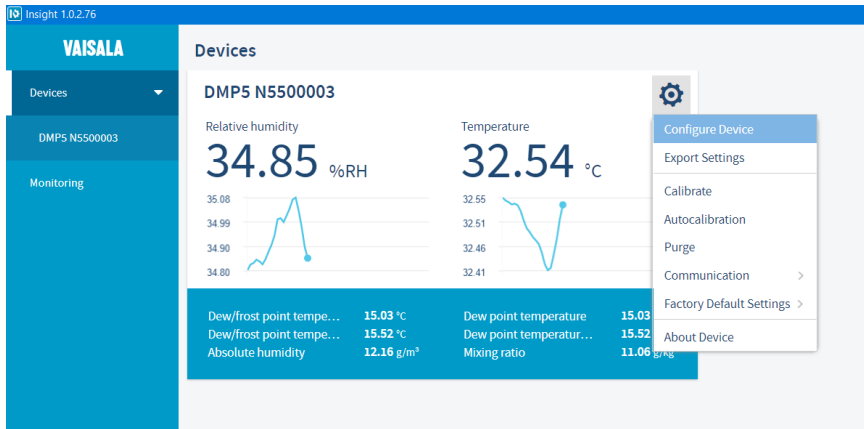 Insight 1.0.2.76
VAISALA
Devices
DMP5 N5500003
Monitoring
Devices
DMP5 N5500003
Relative humidity
34.85 %RH
35.08
34.99
34.90
34.80
Temperature
32.54 °C
32.55
32.51
32.46
32.41
Dew/frost point tempe... 15.03 °C
Dew/frost point tempe... 15.52 °C
Absolute humidity 12.16 g/m³
Dew point temperature 15.03
Dew point temperatur... 15.52
Mixing ratio 11.06 g/kg
Configure Device
Export Settings
Calibrate
Autocalibration
Purge
Communication
Factory Default Settings
About Device